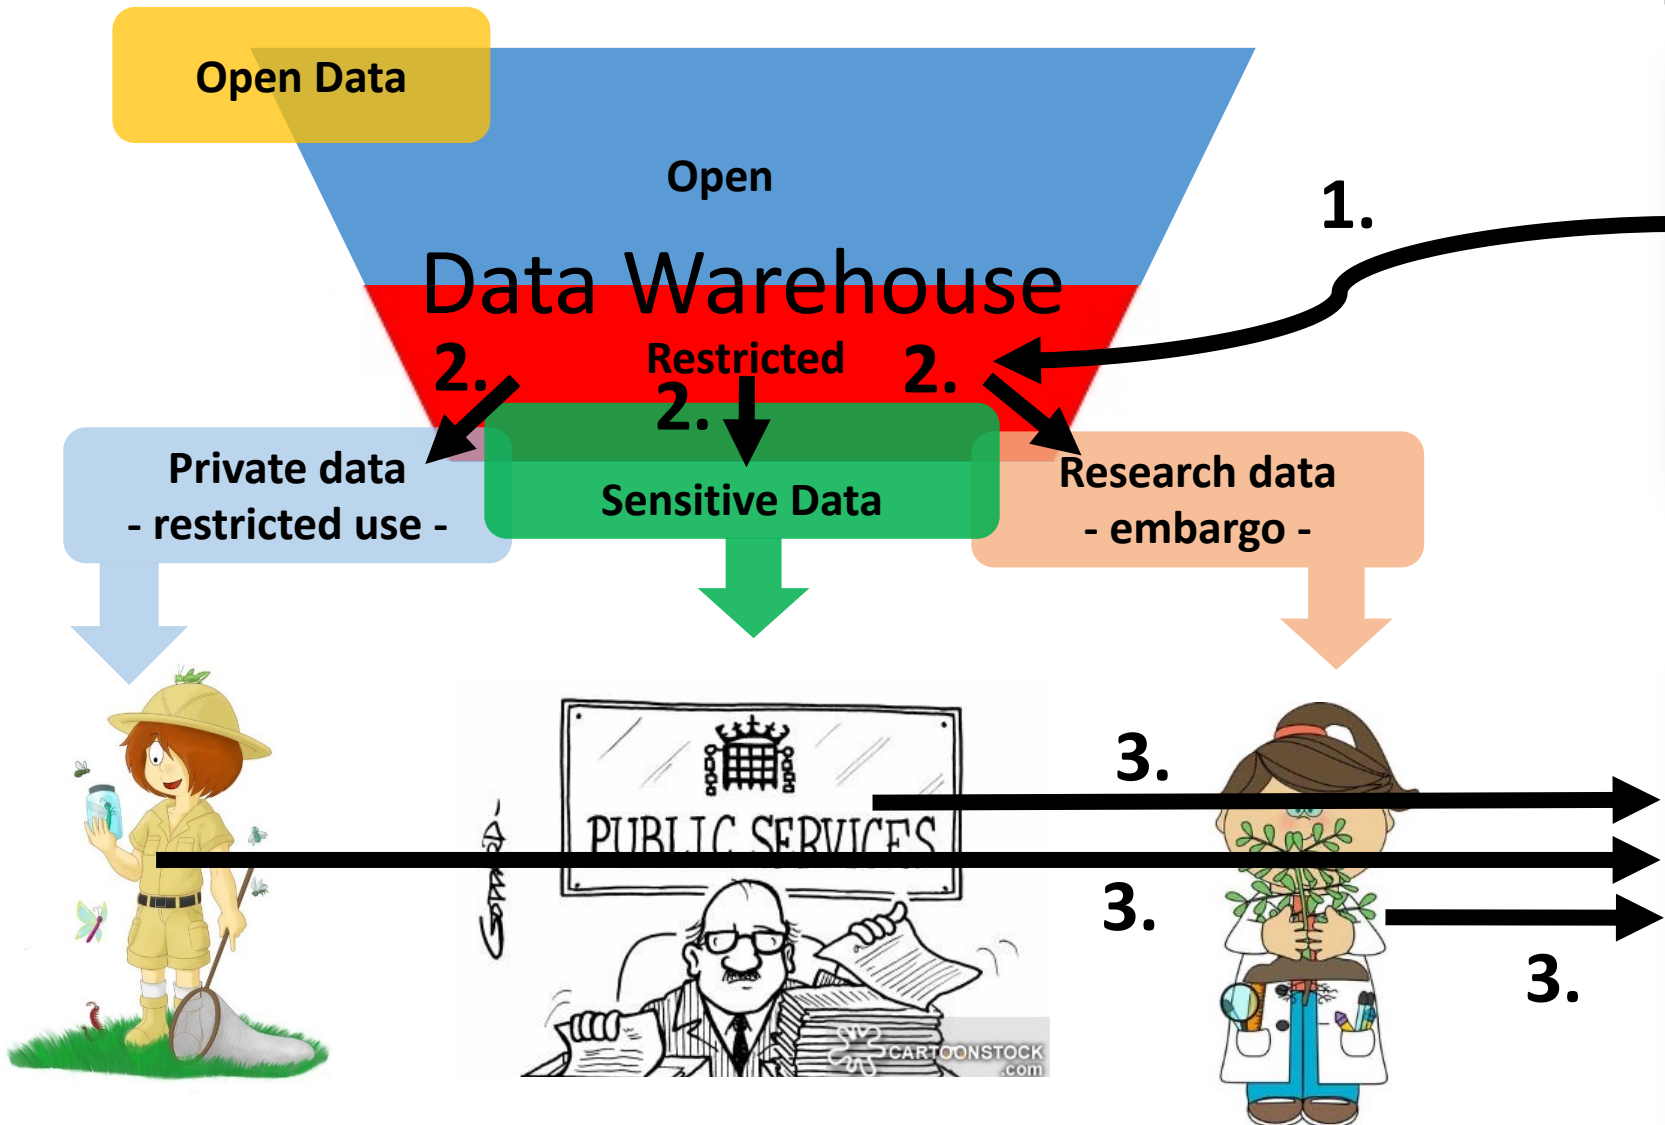 Open Data
Open
1.
Data Warehouse
Restricted
2.
2.
2.
Private data
- restricted use -
Sensitive Data
Research data
- embargo -
3.
PUBLIC SERVICES
3.
3.
CARTOONSTOCK
.com